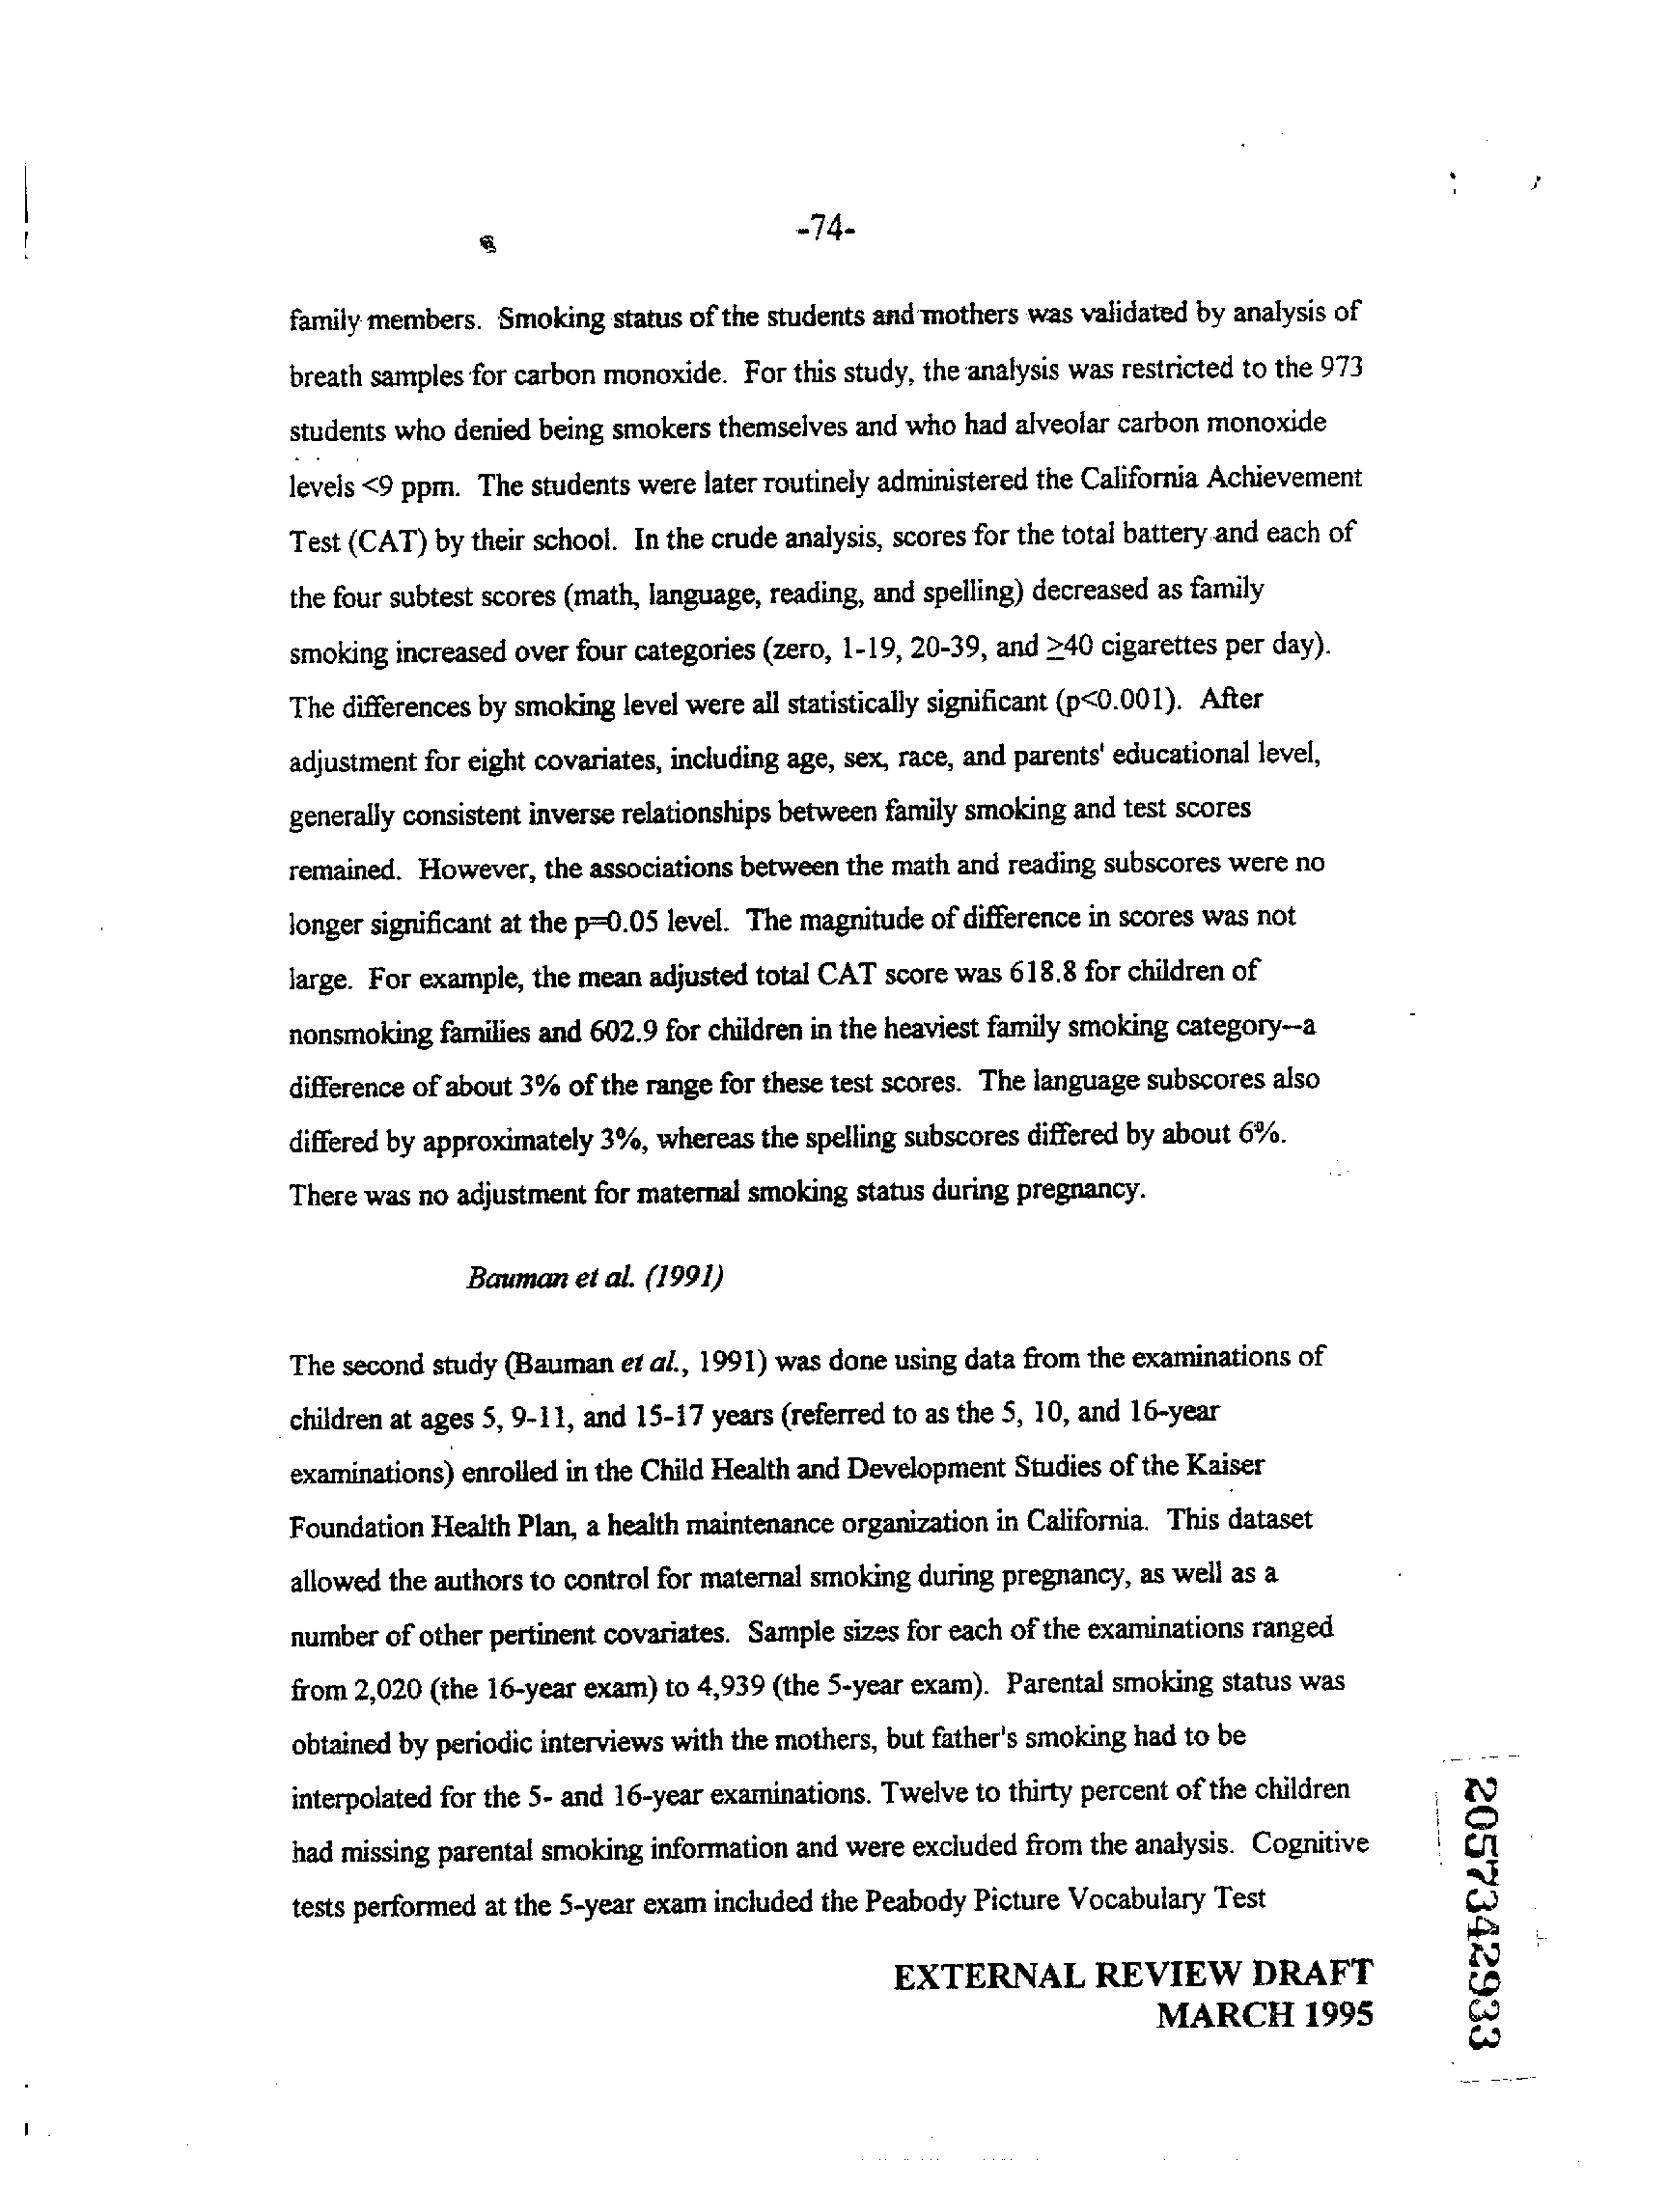 -74-
family members. Smoking status of the students and mothers was validated by analysis of
breath samples for carbon monoxide. For this study, the analysis was restricted to the 973
students who denied being smokers themselves and who had alveolar carbon monoxide
levels <9 ppm. The students were later routinely administered the California Achievement
Test (CAT) by their school. In the crude analysis, scores for the total battery and each of
the four subtest scores (math, language, reading, and spelling) decreased as family
smoking increased over four categories (zero, 1-19, 20-39, and ≥40 cigarettes per day).
The differences by smoking level were all statistically significant (p<0.001). After
adjustment for eight covariates, including age, sex, race, and parents' educational level,
generally consistent inverse relationships between family smoking and test scores
remained. However, the associations between the math and reading subscores were no
longer significant at the p=0.05 level. The magnitude of difference in scores was not
large. For example, the mean adjusted total CAT score was 618.8 for children of
nonsmoking families and 602.9 for children in the heaviest family smoking category--a
difference of about 3% of the range for these test scores. The language subscores also
differed by approximately 3%, whereas the spelling subscores differed by about 6%.
There was no adjustment for maternal smoking status during pregnancy.
Bauman et al. (1991)
The second study (Bauman et al., 1991) was done using data from the examinations of
children at ages 5, 9-11, and 15-17 years (referred to as the 5, 10, and 16-year
examinations) enrolled in the Child Health and Development Studies of the Kaiser
Foundation Health Plan, a health maintenance organization in California. This dataset
allowed the authors to control for maternal smoking during pregnancy, as well as a
number of other pertinent covariates. Sample sizes for each of the examinations ranged
from 2,020 (the 16-year exam) to 4,939 (the 5-year exam). Parental smoking status was
obtained by periodic interviews with the mothers, but father's smoking had to be
interpolated for the 5- and 16-year examinations. Twelve to thirty percent of the children
had missing parental smoking information and were excluded from the analysis. Cognitive
tests performed at the 5-year exam included the Peabody Picture Vocabulary Test
EXTERNAL REVIEW DRAFT
MARCH 1995
2057342933